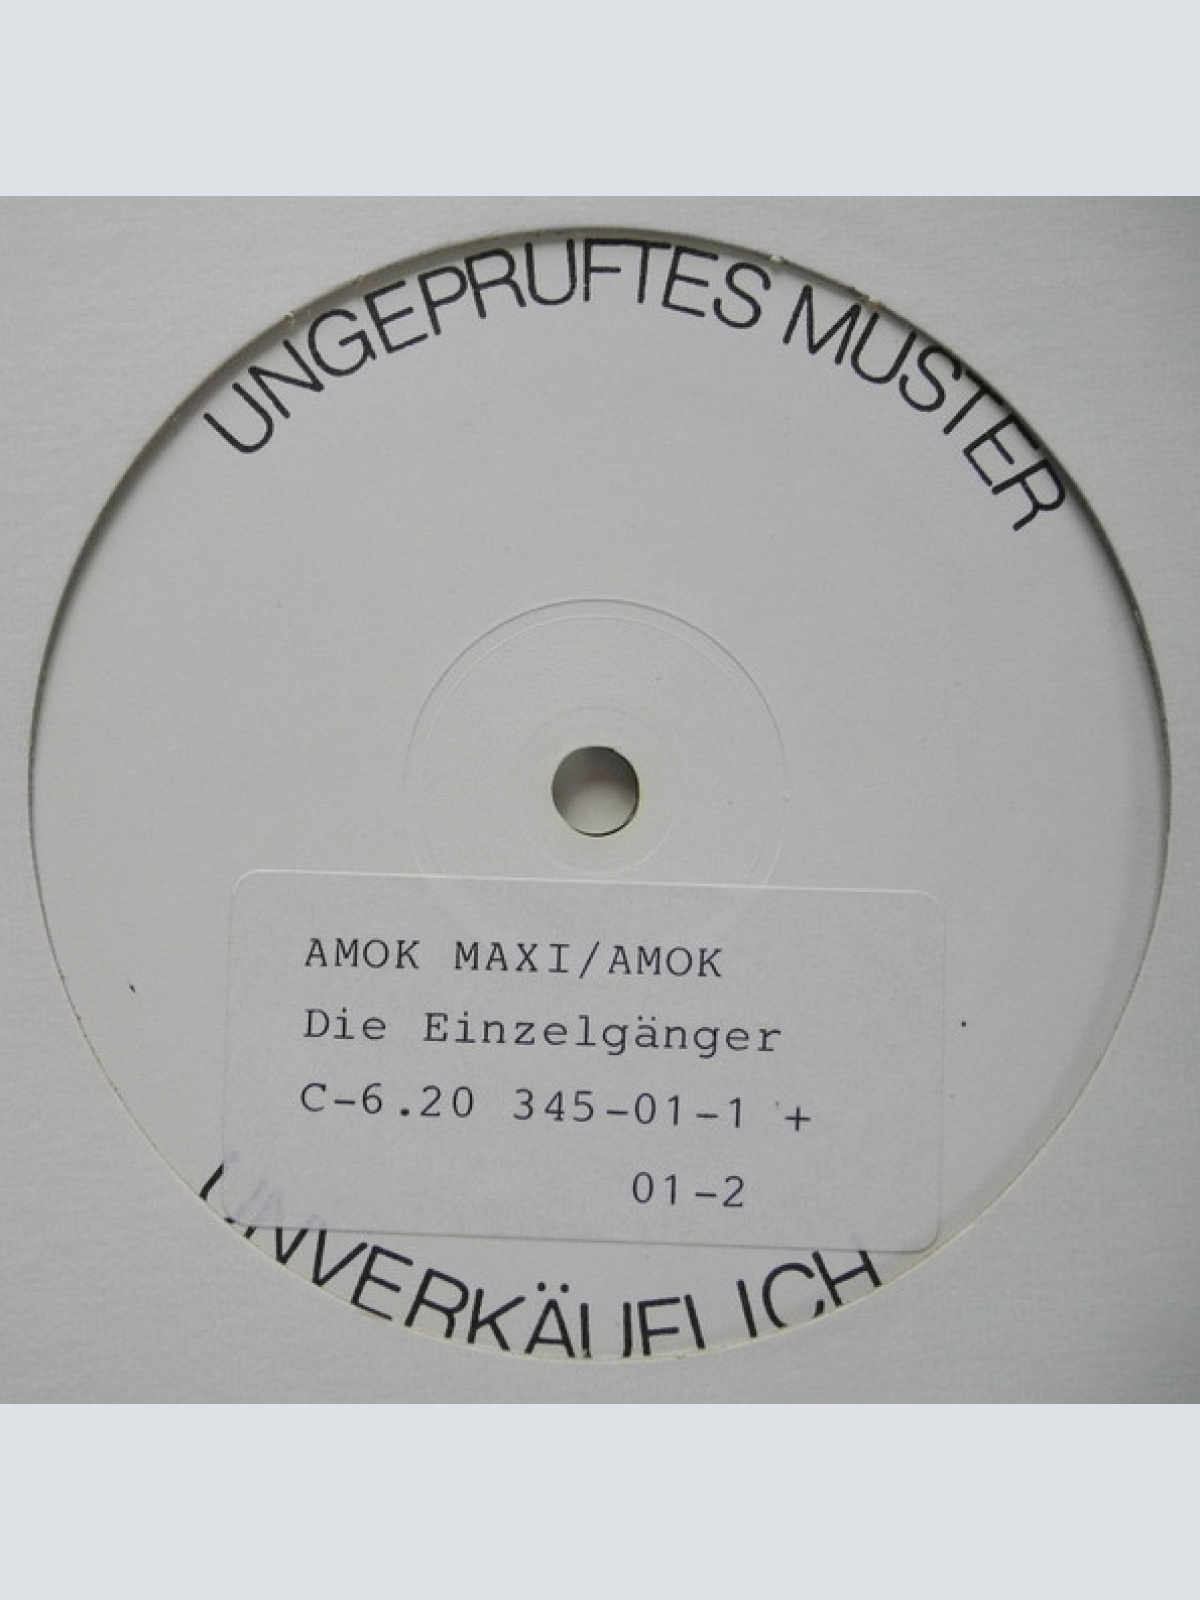 UNGEPRÜFTES MUSTER
AMOK MAXI/AMOK
Die Einzelgänger
C-6.20 345-01-1 +
01-2
UNVERKÄUFLICH